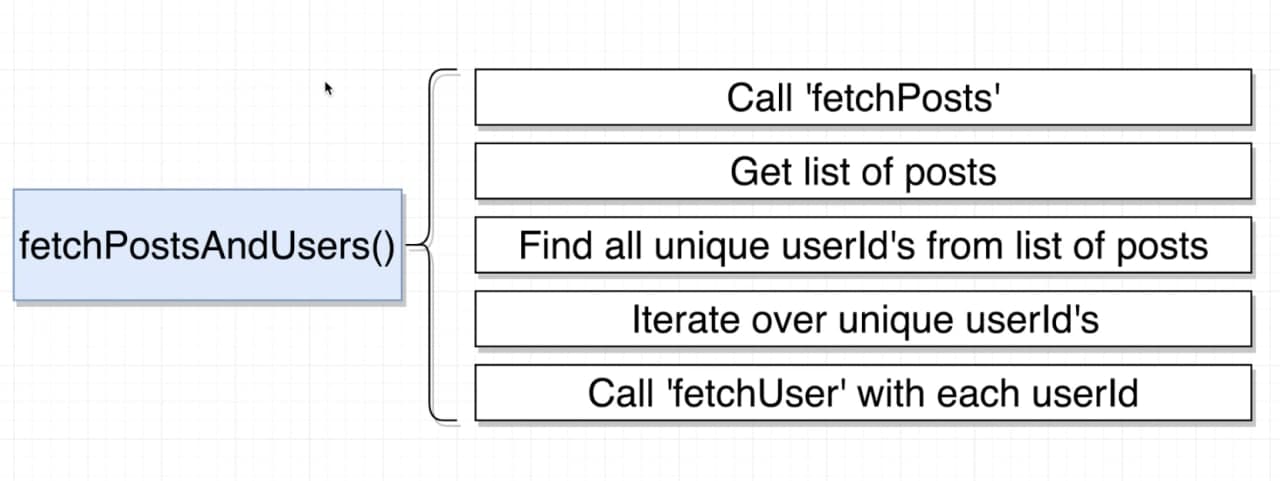 Call 'fetchPosts'
Get list of posts
fetchPostsAndUsers()
Find all unique userId's from list of posts
Iterate over unique userId's
Call 'fetchUser' with each userId